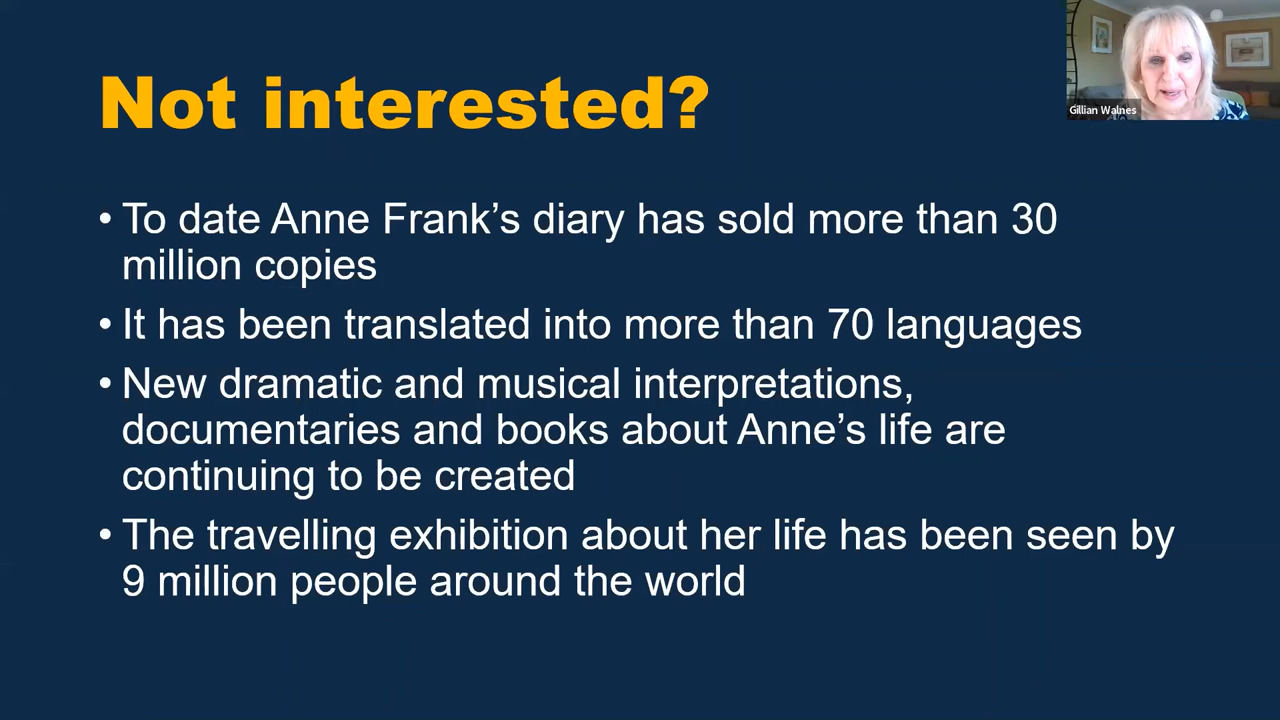 Not interested?
Gillian Walnes
• To date Anne Frank’s diary has sold more than 30
million copies
• It has been translated into more than 70 languages
• New dramatic and musical interpretations,
documentaries and books about Anne’s life are
continuing to be created
• The travelling exhibition about her life has been seen by
9 million people around the world